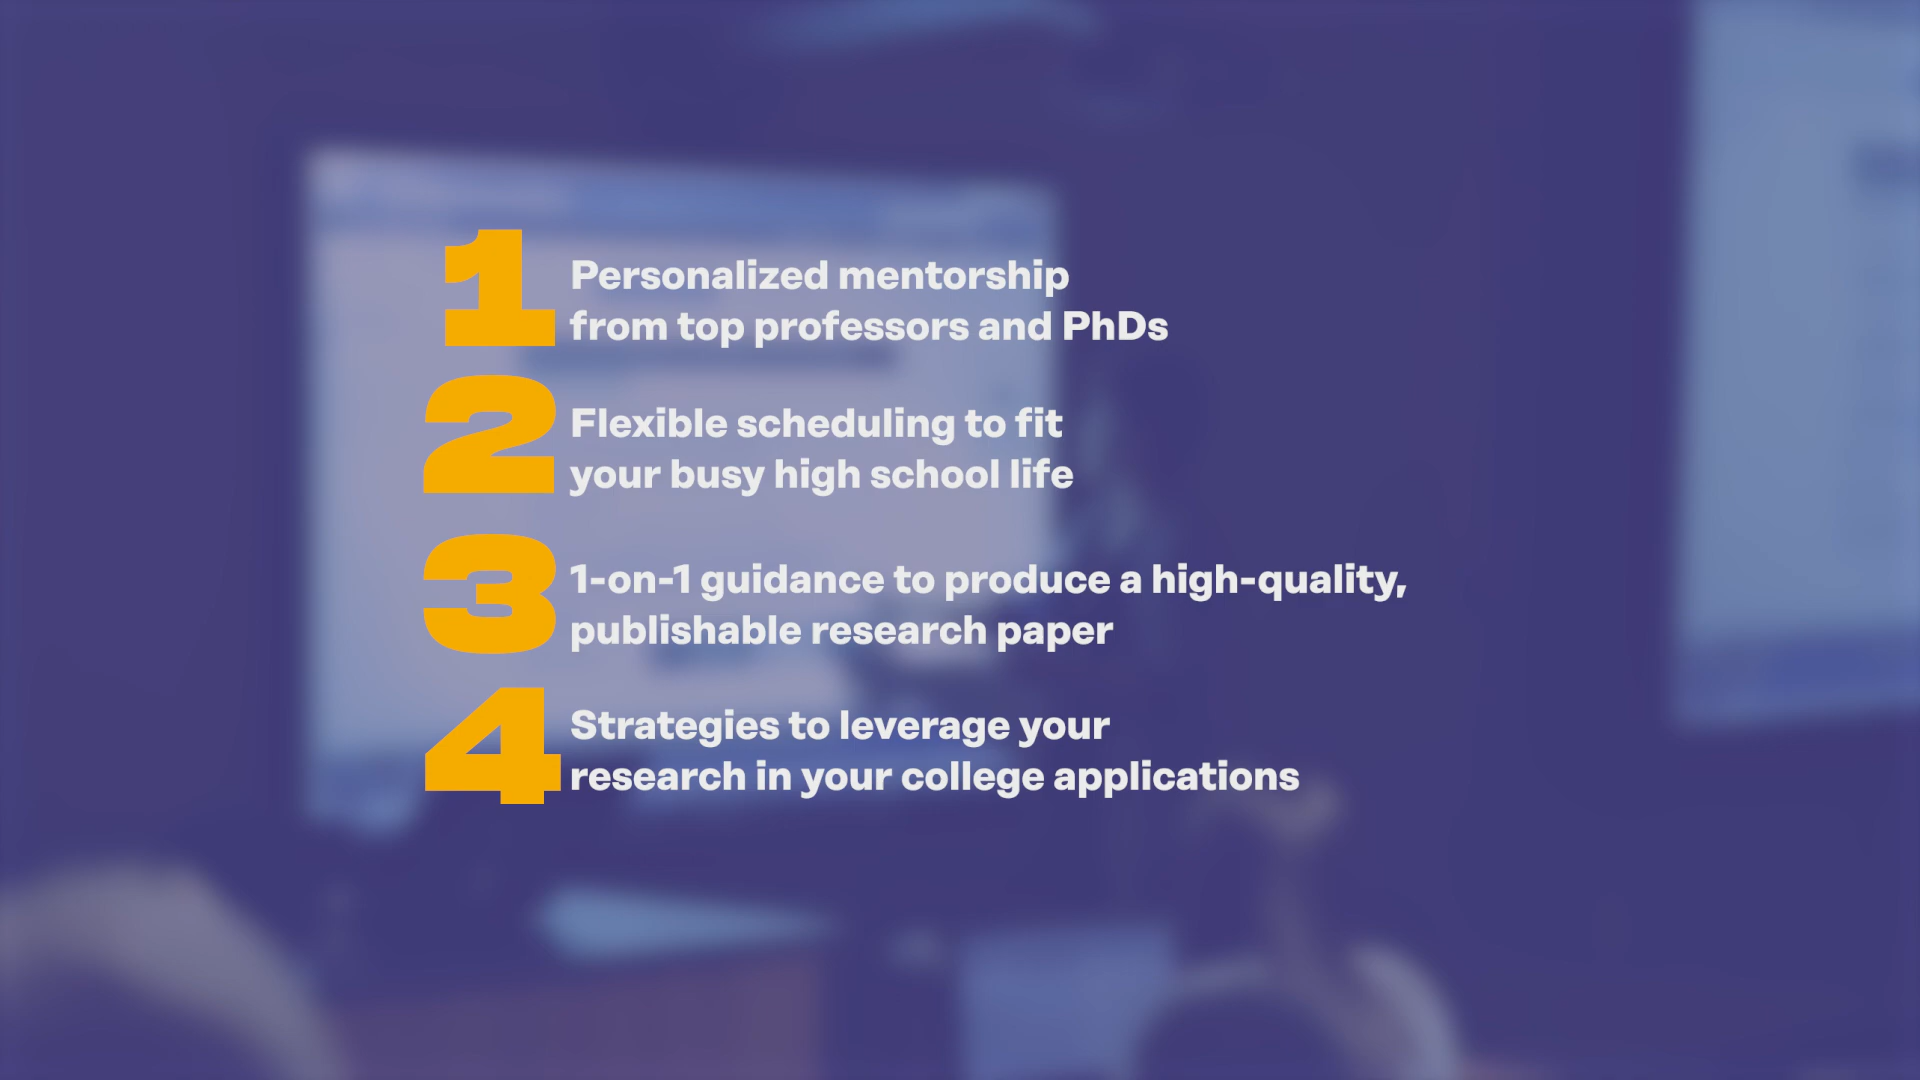 1
Personalized mentorship
from top professors and PhDs
2
Flexible scheduling to fit
your busy high school life
3
1-on-1 guidance to produce a high-quality,
publishable research paper
4
Strategies to leverage your
research in your college applications